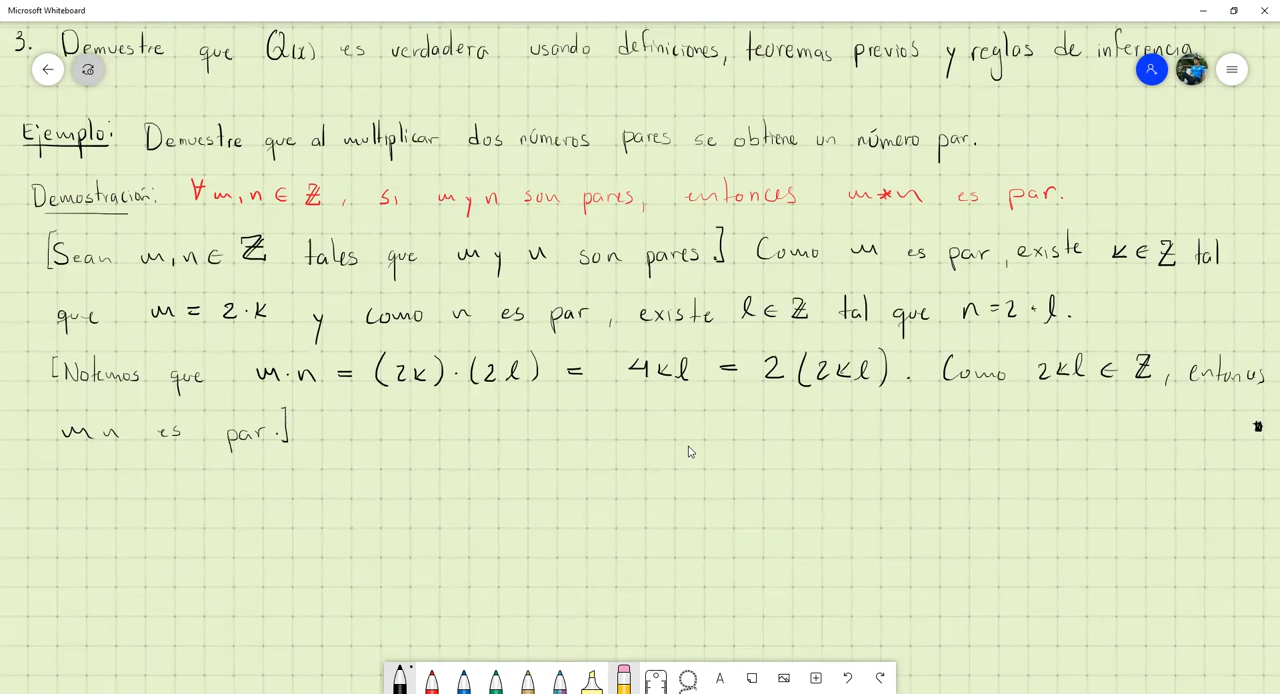 Microsoft Whiteboard
3. Demuestre que Q(x) es verdadera usando definiciones, teoremas previos y reglas de inferencia
Ejemplo: Demuestre que al multiplicar dos números pares se obtiene un número par.
Demostración: ∀ m, n ∈ ℤ, si m y n son pares, entonces m*n es par.
[Sean m, n ∈ ℤ tales que m y n son pares.] Como m es par, existe k ∈ ℤ tal
que m = 2·k y como n es par, existe l ∈ ℤ tal que n = 2·l.
[Notemos que m·n = (2k)·(2l) = 4kl = 2(2kl). Como 2kl ∈ ℤ, entonces
mn es par.]
A